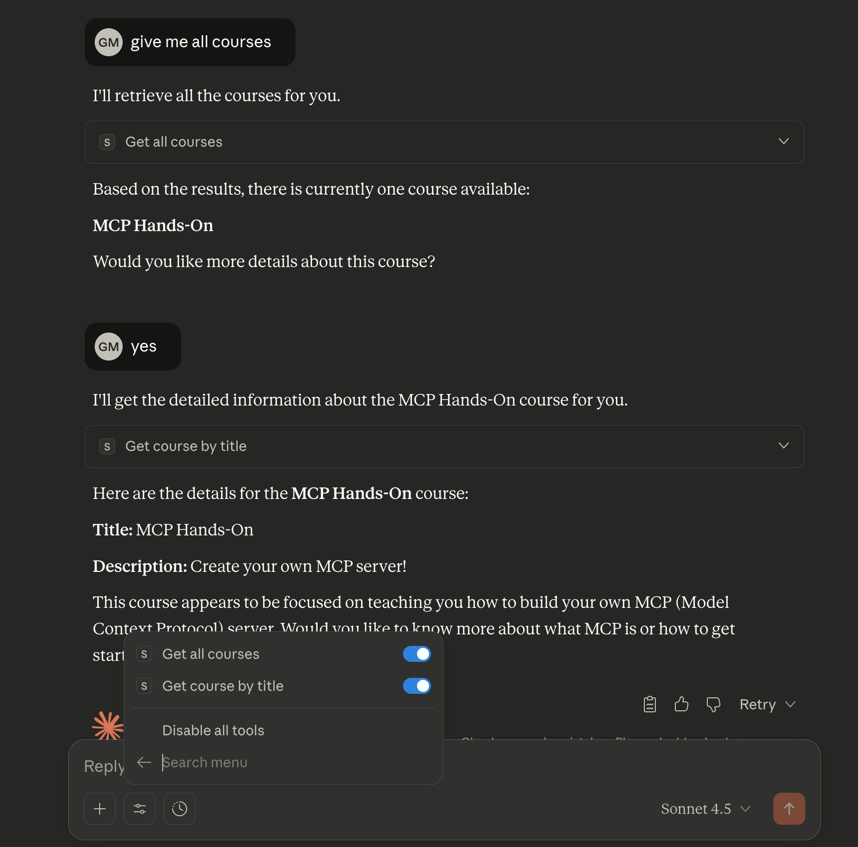 GM give me all courses
I'll retrieve all the courses for you.
S Get all courses
Based on the results, there is currently one course available:
MCP Hands-On
Would you like more details about this course?
GM yes
I'll get the detailed information about the MCP Hands-On course for you.
S Get course by title
Here are the details for the MCP Hands-On course:
Title: MCP Hands-On
Description: Create your own MCP server!
This course appears to be focused on teaching you how to build your own MCP (Model
Context Protocol) server. Would you like to know more about what MCP is or how to get
start
S Get all courses
S Get course by title
Retry
Disable all tools
Search menu
Reply
Sonnet 4.5